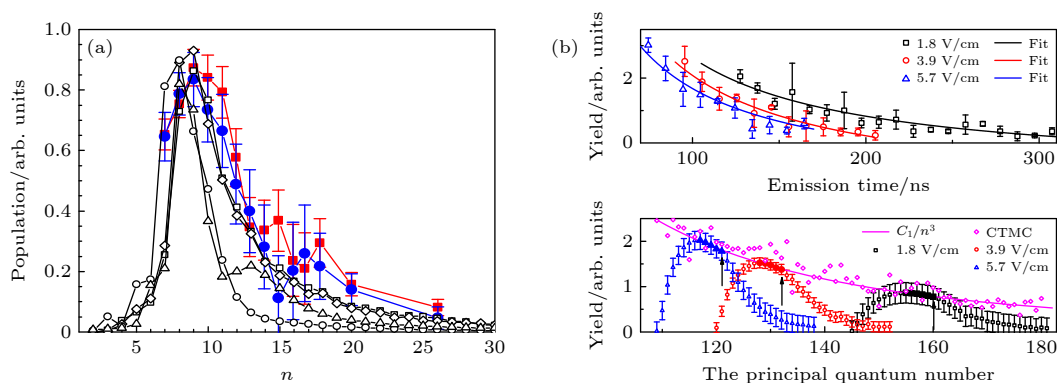 (a)
Population/arb. units
1.0
0.8
0.6
0.4
0.2
0
5
10
15
20
25
30
n
(b)
Yield/arb. units
2
0
1.8 V/cm Fit
3.9 V/cm Fit
5.7 V/cm Fit
100
200
300
Emission time/ns
Yield/arb. units
2
1
0
C₁/n³ CTMC
1.8 V/cm 3.9 V/cm
5.7 V/cm
120
140
160
180
The principal quantum number